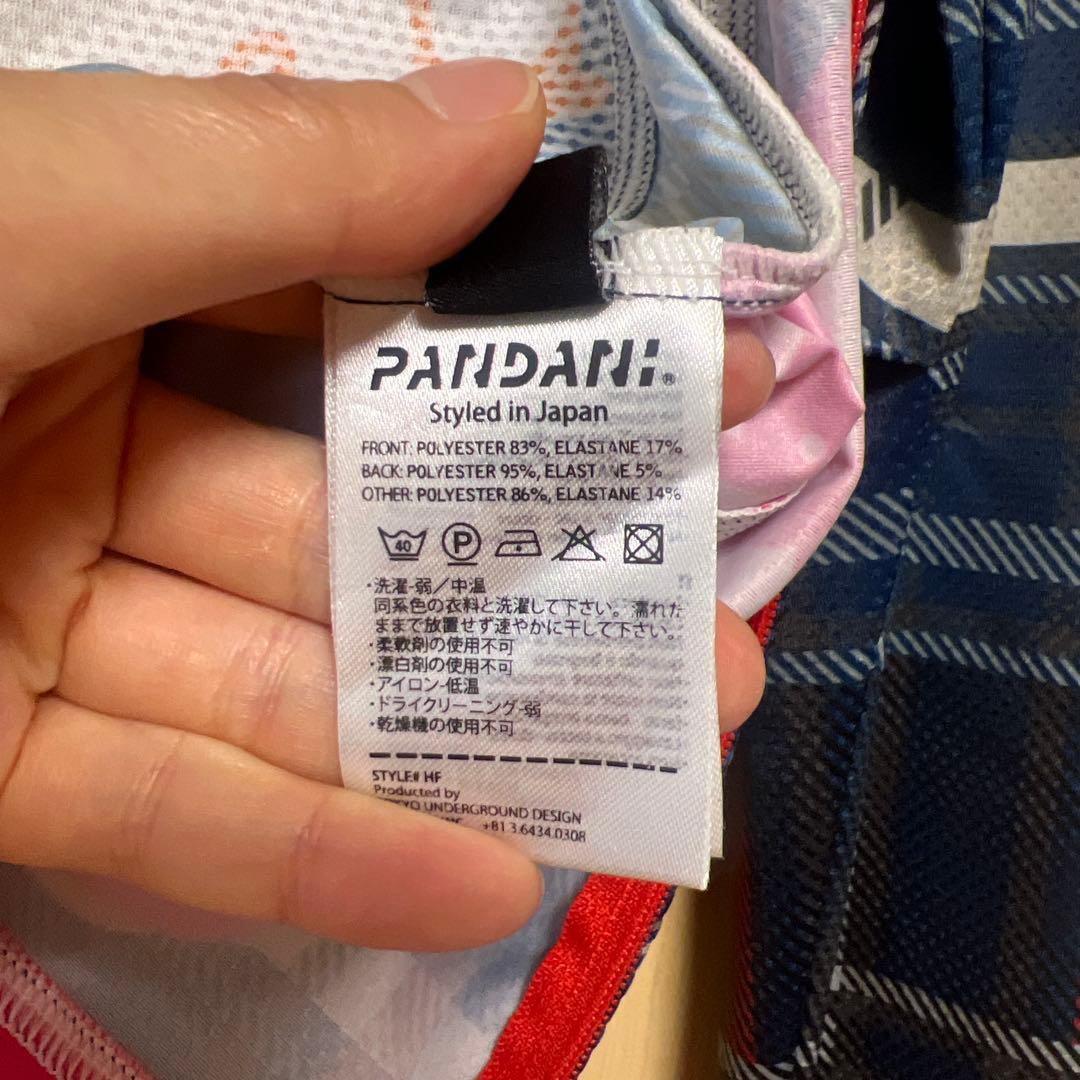 PANDANI®
Styled in Japan
FRONT: POLYESTER 83%, ELASTANE 17%
BACK: POLYESTER 95%, ELASTANE 5%
OTHER: POLYESTER 86%, ELASTANE 14%
40 P
・洗濯-弱／中温
同系色の衣料と洗濯して下さい。濡れた
ままで放置せず速やかに干して下さい。
・柔軟剤の使用不可
・漂白剤の使用不可
・アイロン-低温
・ドライクリーニング-弱
・乾燥機の使用不可
STYLE# HF
Producted by
UNDERGROUND DESIGN
+81 3.6434.0308